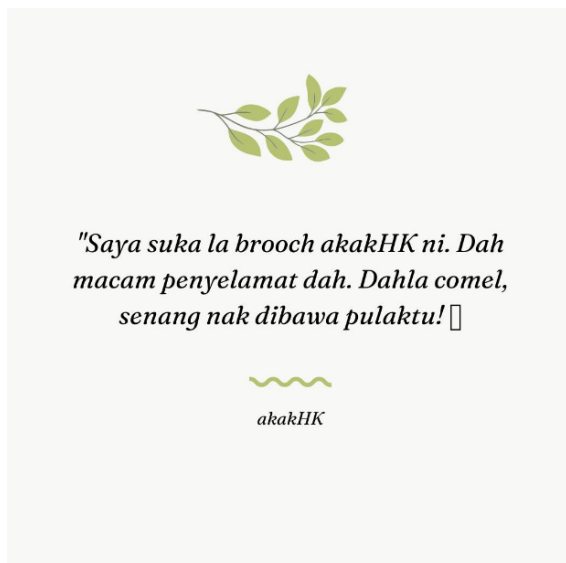 "Saya suka la brooch akakHK ni. Dah
macam penyelamat dah. Dahla comel,
senang nak dibawa pulaktu! 
akakHK